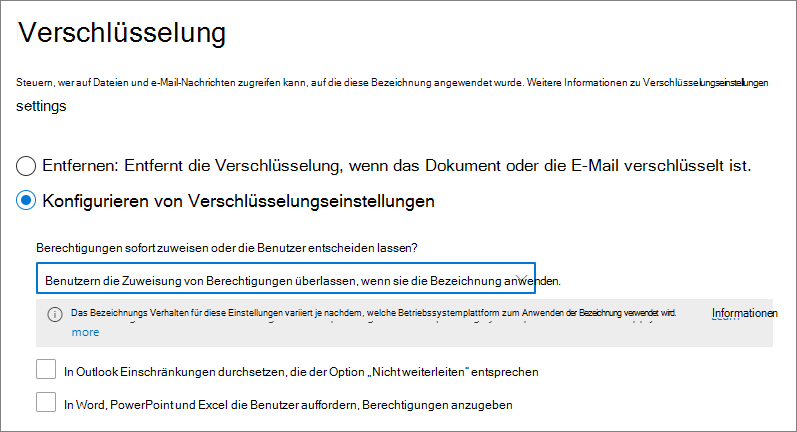 Verschlüsselung
Steuern, wer auf Dateien und e-Mail-Nachrichten zugreifen kann, auf die diese Bezeichnung angewendet wurde. Weitere Informationen zu Verschlüsselungseinstellungen
settings
Entfernen: Entfernt die Verschlüsselung, wenn das Dokument oder die E-Mail verschlüsselt ist.
Konfigurieren von Verschlüsselungseinstellungen
Berechtigungen sofort zuweisen oder die Benutzer entscheiden lassen?
Benutzern die Zuweisung von Berechtigungen überlassen, wenn sie die Bezeichnung anwenden.
Das Bezeichnungs Verhalten für diese Einstellungen variiert je nachdem, welche Betriebssystemplattform zum Anwenden der Bezeichnung verwendet wird. Informationen
more
In Outlook Einschränkungen durchsetzen, die der Option „Nicht weiterleiten" entsprechen
In Word, PowerPoint und Excel die Benutzer auffordern, Berechtigungen anzugeben